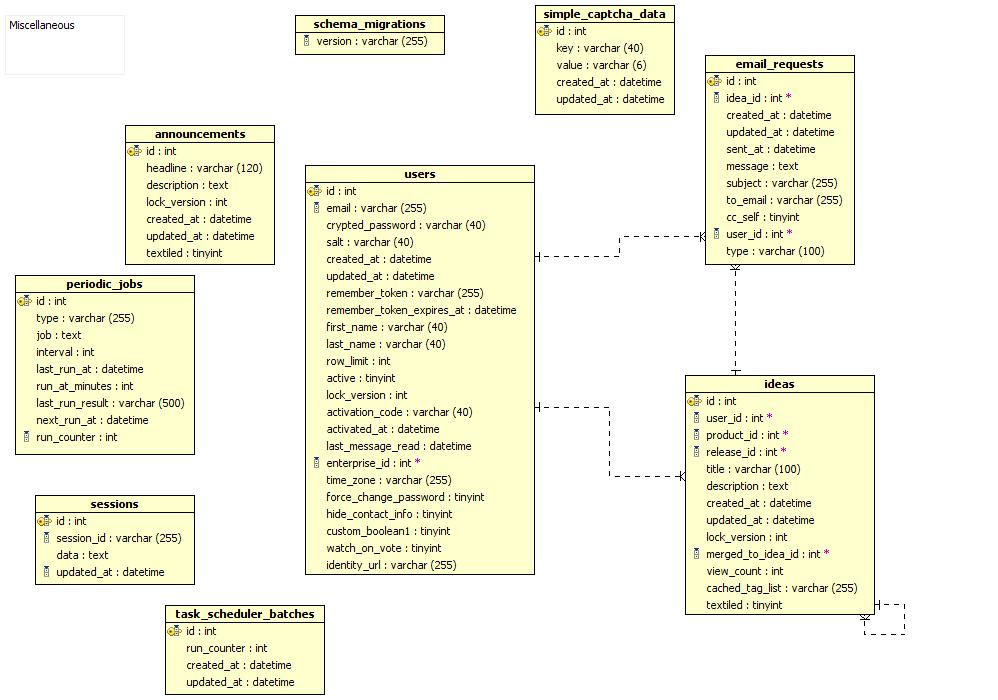 Miscellaneous
schema_migrations
version : varchar (255)
simple_captcha_data
id : int
key : varchar (40)
value : varchar (6)
created_at : datetime
updated_at : datetime
email_requests
id : int
idea_id : int *
created_at : datetime
updated_at : datetime
sent_at : datetime
message : text
subject : varchar (255)
to_email : varchar (255)
cc_self : tinyint
user_id : int *
type : varchar (100)
announcements
id : int
headline : varchar (120)
description : text
lock_version : int
created_at : datetime
updated_at : datetime
textiled : tinyint
users
id : int
email : varchar (255)
crypted_password : varchar (40)
salt : varchar (40)
created_at : datetime
updated_at : datetime
remember_token : varchar (255)
remember_token_expires_at : datetime
first_name : varchar (40)
last_name : varchar (40)
row_limit : int
active : tinyint
lock_version : int
activation_code : varchar (40)
activated_at : datetime
last_message_read : datetime
enterprise_id : int *
time_zone : varchar (255)
force_change_password : tinyint
hide_contact_info : tinyint
custom_boolean1 : tinyint
watch_on_vote : tinyint
identity_url : varchar (255)
periodic_jobs
id : int
type : varchar (255)
job : text
interval : int
last_run_at : datetime
run_at_minutes : int
last_run_result : varchar (500)
next_run_at : datetime
run_counter : int
ideas
id : int
user_id : int *
product_id : int *
release_id : int *
title : varchar (100)
description : text
created_at : datetime
updated_at : datetime
lock_version : int
merged_to_idea_id : int *
view_count : int
cached_tag_list : varchar (255)
textiled : tinyint
sessions
id : int
session_id : varchar (255)
data : text
updated_at : datetime
task_scheduler_batches
id : int
run_counter : int
created_at : datetime
updated_at : datetime